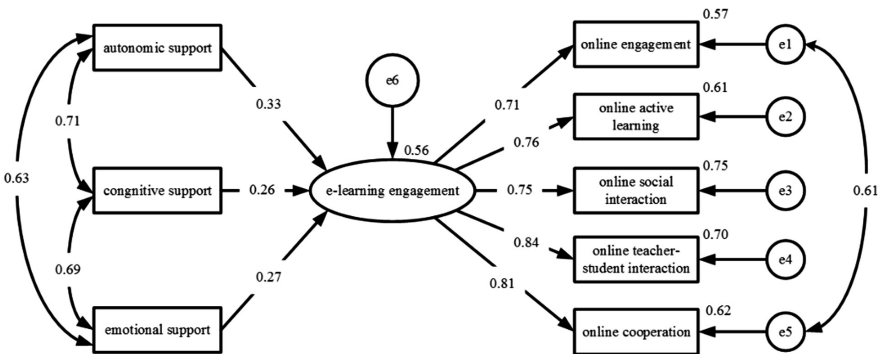 autonomic support
congnitive support
emotional support
0.71
0.63
0.69
0.33
0.26
0.27
e6
0.56
e-learning engagement
0.71
0.76
0.75
0.84
0.81
0.57
online engagement
e1
0.61
online active
learning
e2
0.75
online social
interaction
e3
0.70
online teacher-
student interaction
e4
0.62
online cooperation
e5
0.61